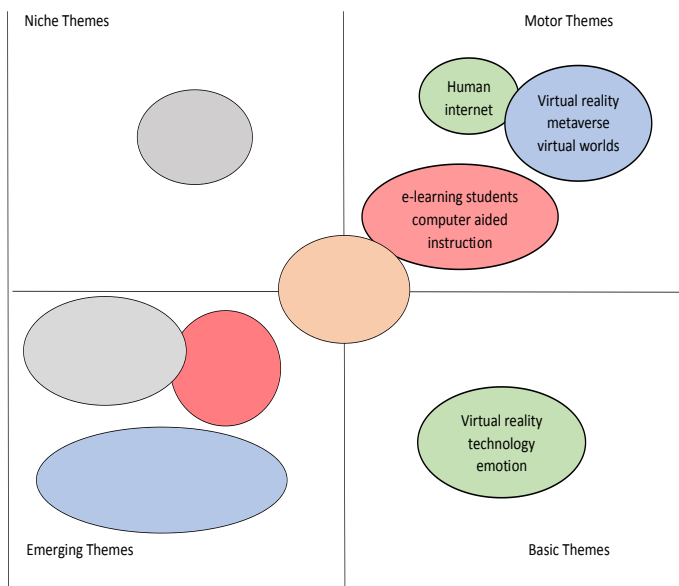 Niche Themes
Motor Themes
Human
internet
Virtual reality
metaverse
virtual worlds
e-learning students
computer aided
instruction
Virtual reality
technology
emotion
Emerging Themes
Basic Themes